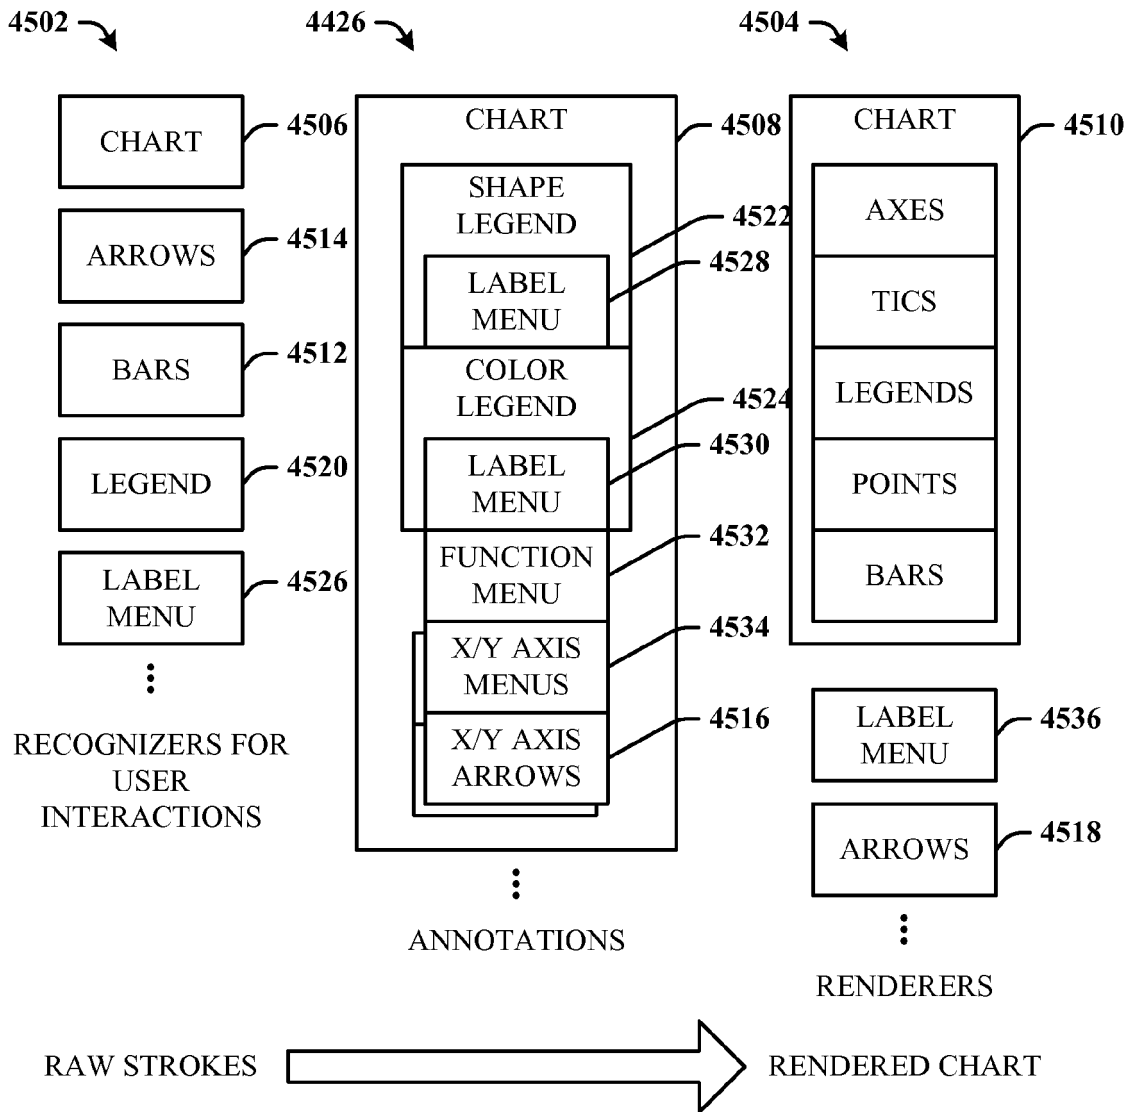 4502
4426
4504
CHART
4506
ARROWS
4514
BARS
4512
LEGEND
4520
LABEL
MENU
4526
RECOGNIZERS FOR
USER
INTERACTIONS
CHART
4508
SHAPE
LEGEND
4522
LABEL
MENU
4528
COLOR
LEGEND
4524
LABEL
MENU
4530
FUNCTION
MENU
4532
X/Y AXIS
MENUS
4534
X/Y AXIS
ARROWS
4516
ANNOTATIONS
CHART
4510
AXES
TICS
LEGENDS
POINTS
BARS
LABEL
MENU
4536
ARROWS
4518
RENDERERS
RAW STROKES
RENDERED CHART